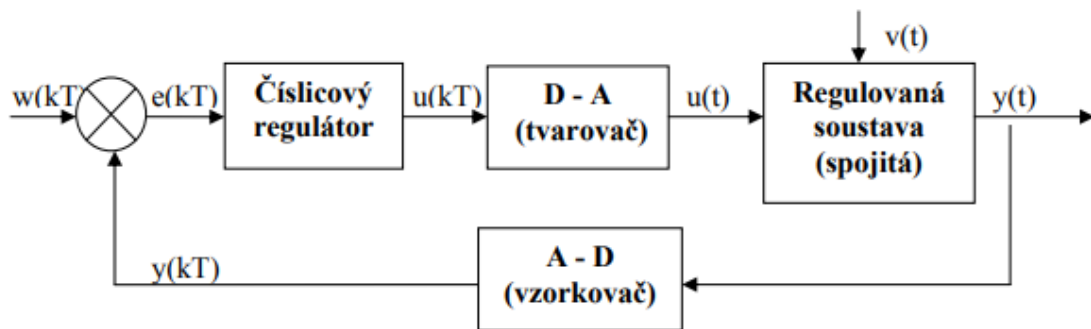 v(t)
w(kT)
e(kT)
Číslicový
regulátor
u(kT)
D - A
(tvarovač)
u(t)
Regulovaná
soustava
(spojitá)
y(t)
y(kT)
A - D
(vzorkovač)